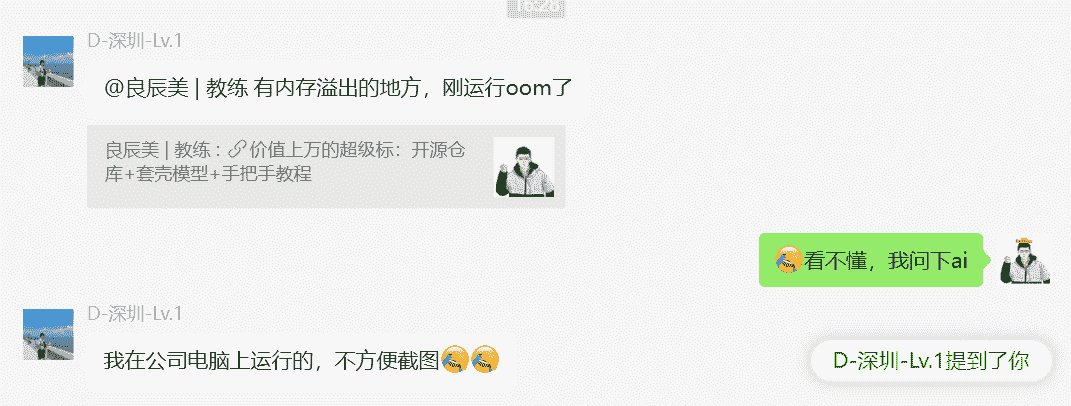 16:28
D-深圳-Lv.1
@良辰美 | 教练 有内存溢出的地方，刚运行oom了
良辰美 | 教练 : 价值上万的超级标：开源仓
库+套壳模型+手把手教程
看不懂，我问下ai
D-深圳-Lv.1
我在公司电脑上运行的，不方便截图
D-深圳-Lv.1提到了你